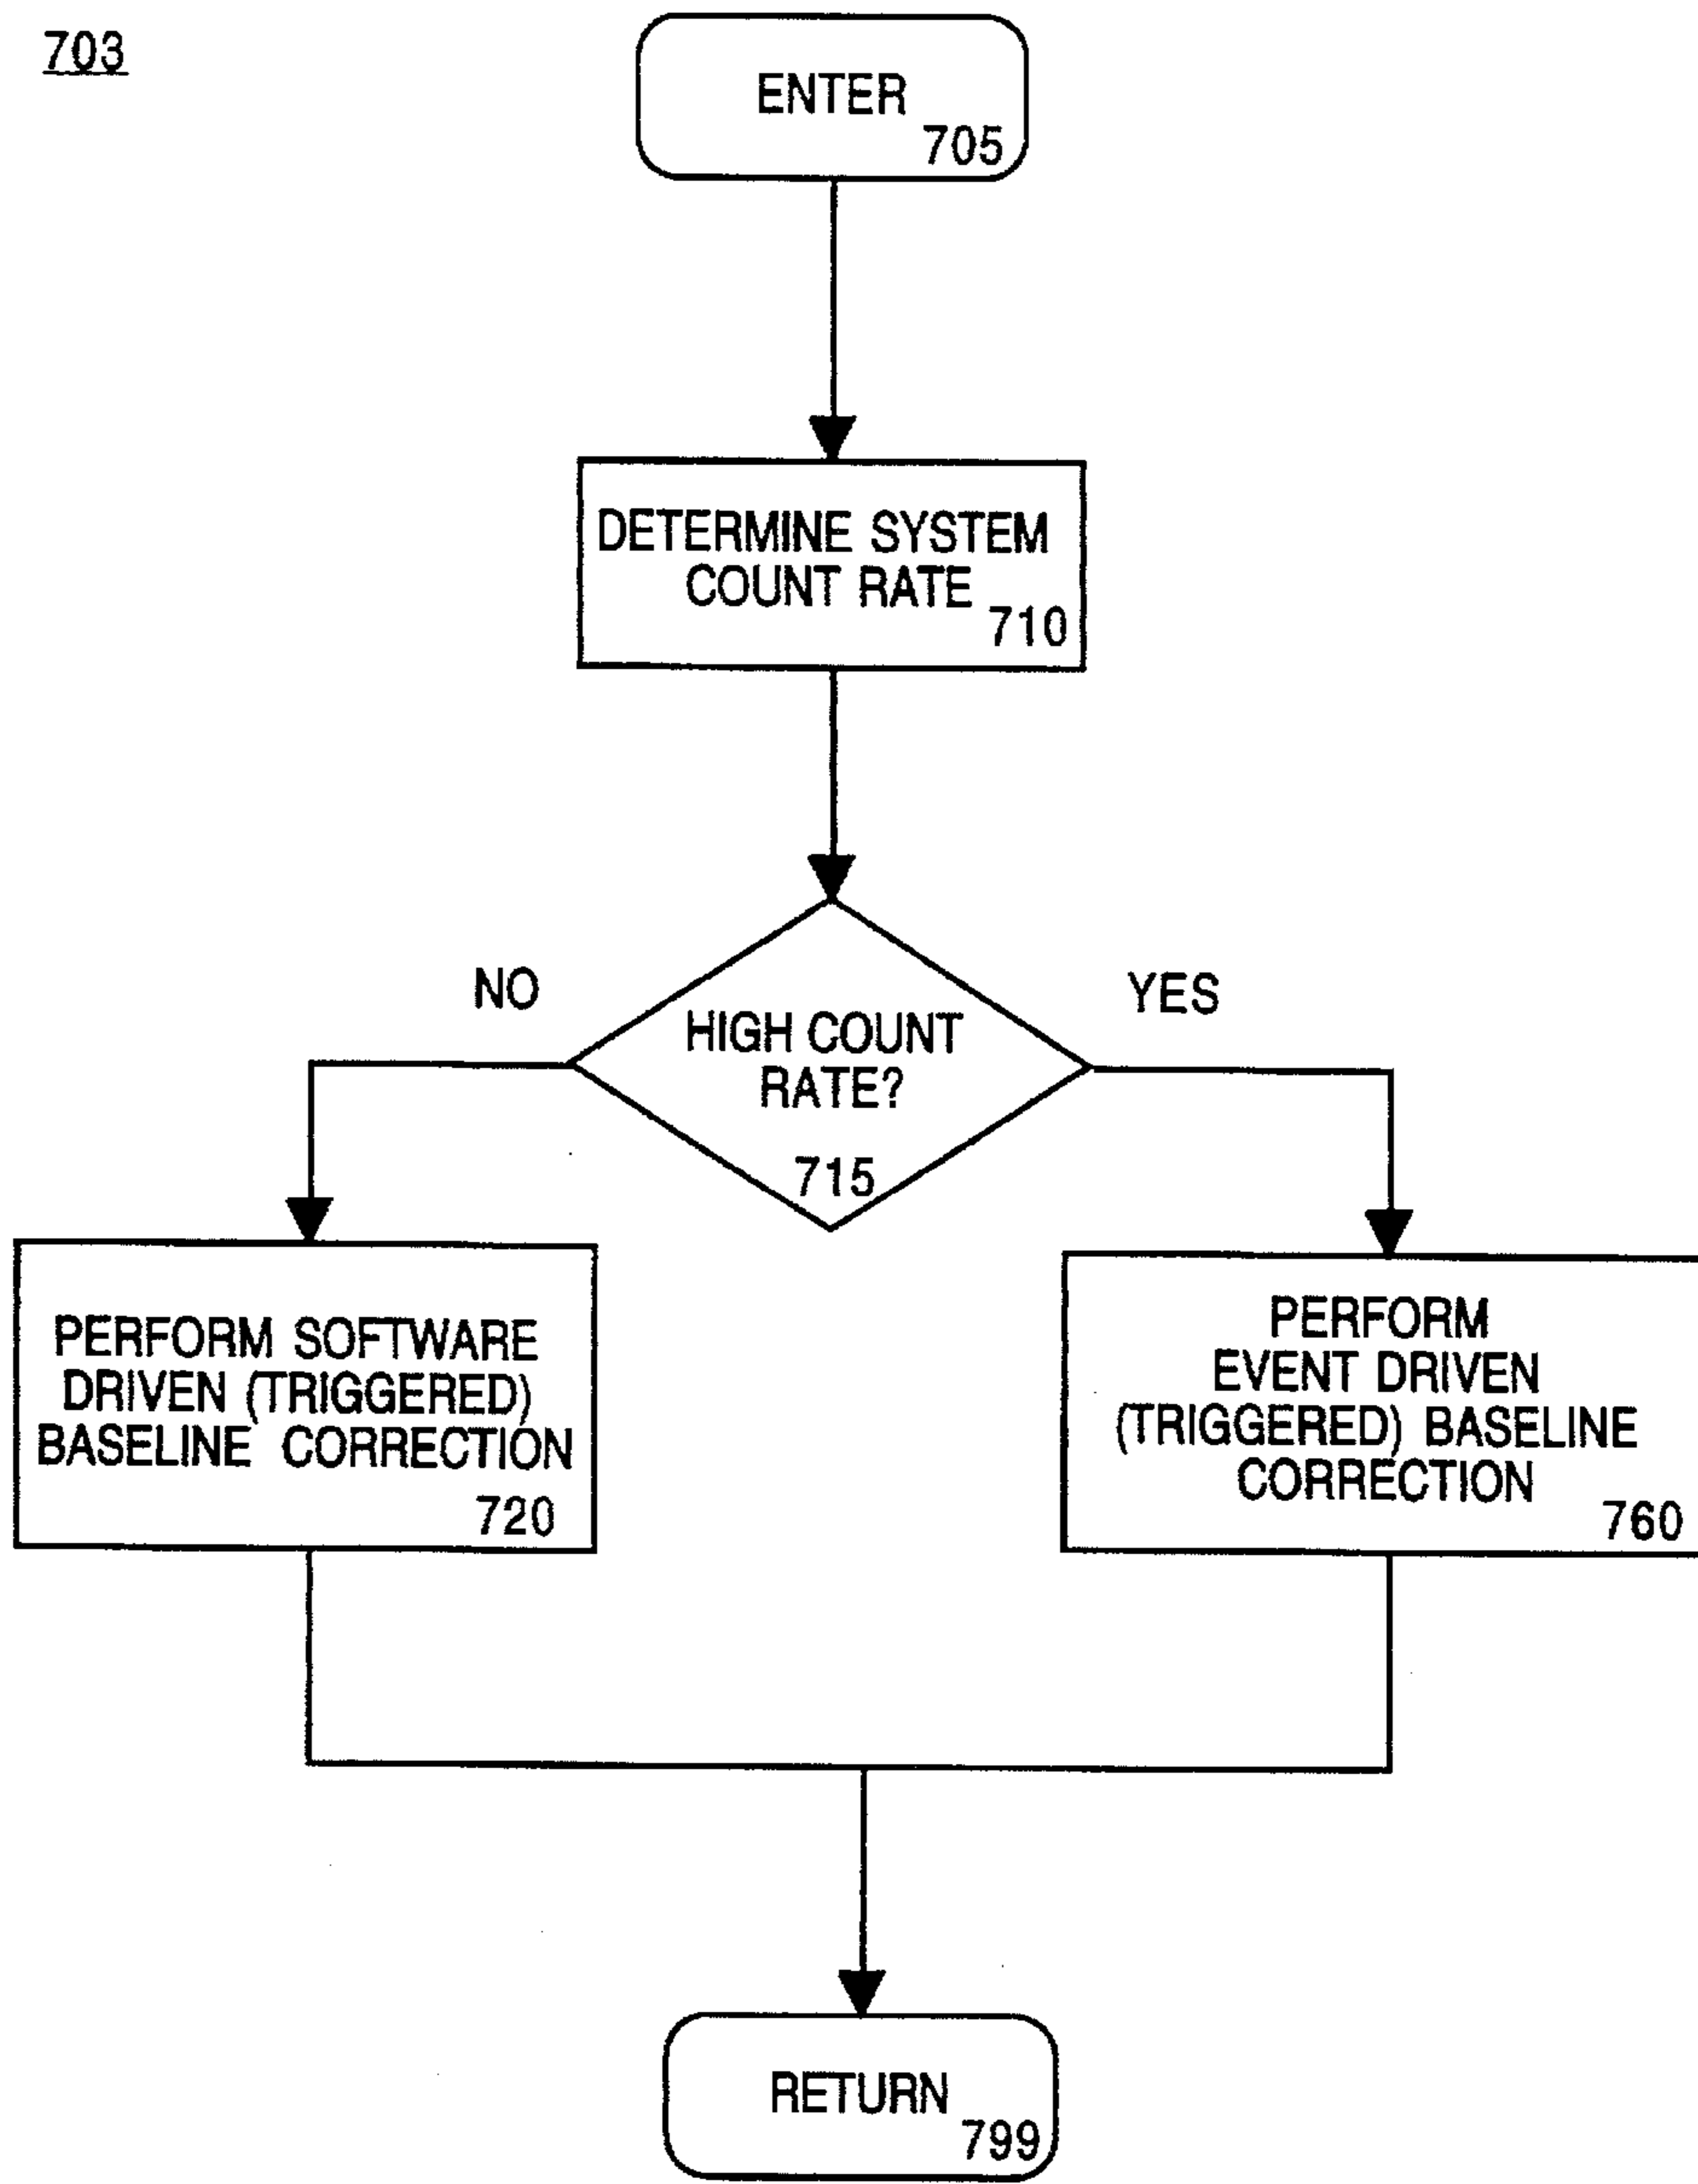 703
ENTER
705
DETERMINE SYSTEM
COUNT RATE
710
NO
YES
HIGH COUNT
RATE?
715
PERFORM SOFTWARE
DRIVEN (TRIGGERED)
BASELINE CORRECTION
720
PERFORM
EVENT DRIVEN
(TRIGGERED) BASELINE
CORRECTION
760
RETURN
799